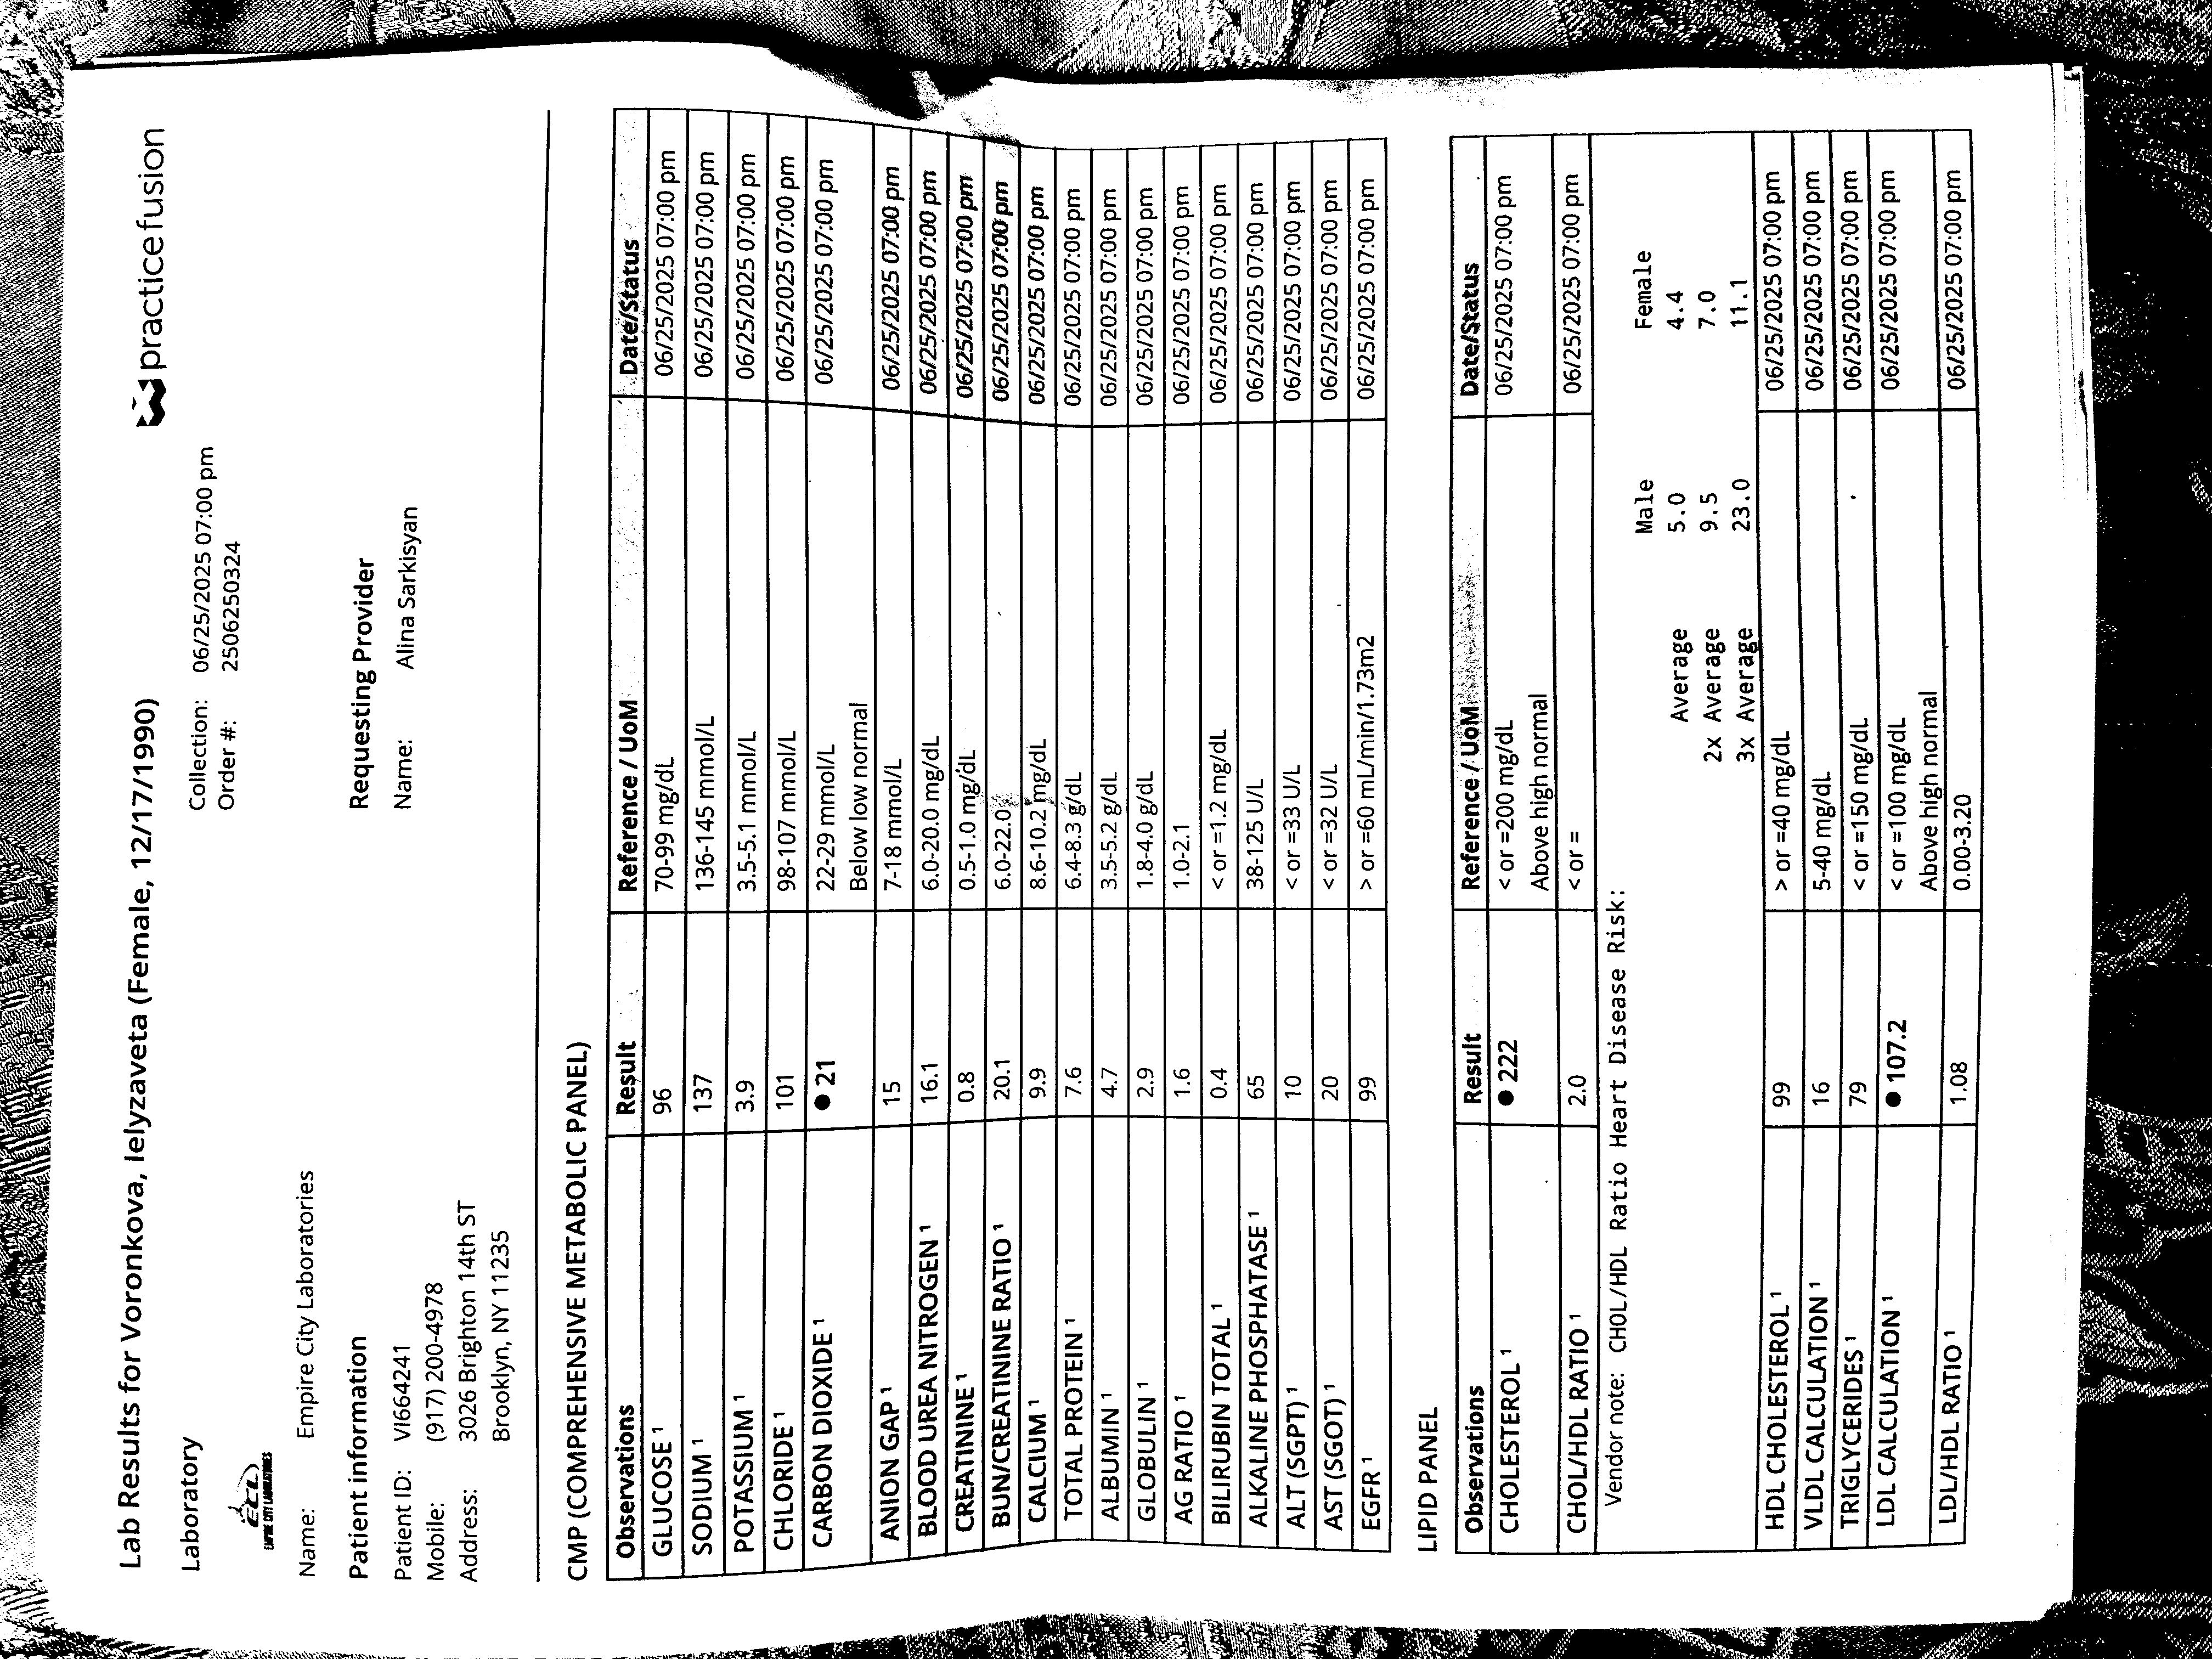 Lab Results for Voronkova, Ielyzaveta (Female, 12/17/1990)
practicefusion
Laboratory
Collection: 06/25/2025 07:00 pm
Order #: 2506250324
ECL
EMPIRE CITY LABORATORIES
Name: Empire City Laboratories
Patient information
Requesting Provider
Patient ID: VI664241
Name: Alina Sarkisyan
Mobile: (917) 200-4978
Address: 3026 Brighton 14th ST
Brooklyn, NY 11235
CMP (COMPREHENSIVE METABOLIC PANEL)
Observations Result Reference / UoM Date/Status
GLUCOSE ¹ 96 70-99 mg/dL 06/25/2025 07:00 pm
SODIUM ¹ 137 136-145 mmol/L 06/25/2025 07:00 pm
POTASSIUM ¹ 3.9 3.5-5.1 mmol/L 06/25/2025 07:00 pm
CHLORIDE ¹ 101 98-107 mmol/L 06/25/2025 07:00 pm
CARBON DIOXIDE ¹ ● 21 22-29 mmol/L 06/25/2025 07:00 pm
Below low normal
ANION GAP ¹ 15 7-18 mmol/L 06/25/2025 07:00 pm
BLOOD UREA NITROGEN ¹ 16.1 6.0-20.0 mg/dL 06/25/2025 07:00 pm
CREATININE ¹ 0.8 0.5-1.0 mg/dL 06/25/2025 07:00 pm
BUN/CREATININE RATIO ¹ 20.1 6.0-22.0 06/25/2025 07:00 pm
CALCIUM ¹ 9.9 8.6-10.2 mg/dL 06/25/2025 07:00 pm
TOTAL PROTEIN ¹ 7.6 6.4-8.3 g/dL 06/25/2025 07:00 pm
ALBUMIN ¹ 4.7 3.5-5.2 g/dL 06/25/2025 07:00 pm
GLOBULIN ¹ 2.9 1.8-4.0 g/dL 06/25/2025 07:00 pm
AG RATIO ¹ 1.6 1.0-2.1 06/25/2025 07:00 pm
BILIRUBIN TOTAL ¹ 0.4 < or =1.2 mg/dL 06/25/2025 07:00 pm
ALKALINE PHOSPHATASE ¹ 65 38-125 U/L 06/25/2025 07:00 pm
ALT (SGPT) ¹ 10 < or =33 U/L 06/25/2025 07:00 pm
AST (SGOT) ¹ 20 < or =32 U/L 06/25/2025 07:00 pm
EGFR ¹ 99 > or =60 mL/min/1.73m2 06/25/2025 07:00 pm
LIPID PANEL
Observations Result Reference / UoM Date/Status
CHOLESTEROL ¹ ● 222 < or =200 mg/dL 06/25/2025 07:00 pm
Above high normal
CHOL/HDL RATIO ¹ 2.0 < or = 06/25/2025 07:00 pm
Vendor note: CHOL/HDL Ratio Heart Disease Risk:
Male Female
Average 5.0 4.4
2x Average 9.5 7.0
3x Average 23.0 11.1
HDL CHOLESTEROL ¹ 99 > or =40 mg/dL 06/25/2025 07:00 pm
VLDL CALCULATION ¹ 16 5-40 mg/dL 06/25/2025 07:00 pm
TRIGLYCERIDES ¹ 79 < or =150 mg/dL 06/25/2025 07:00 pm
LDL CALCULATION ¹ ● 107.2 < or =100 mg/dL 06/25/2025 07:00 pm
Above high normal
LDL/HDL RATIO ¹ 1.08 0.00-3.20 06/25/2025 07:00 pm